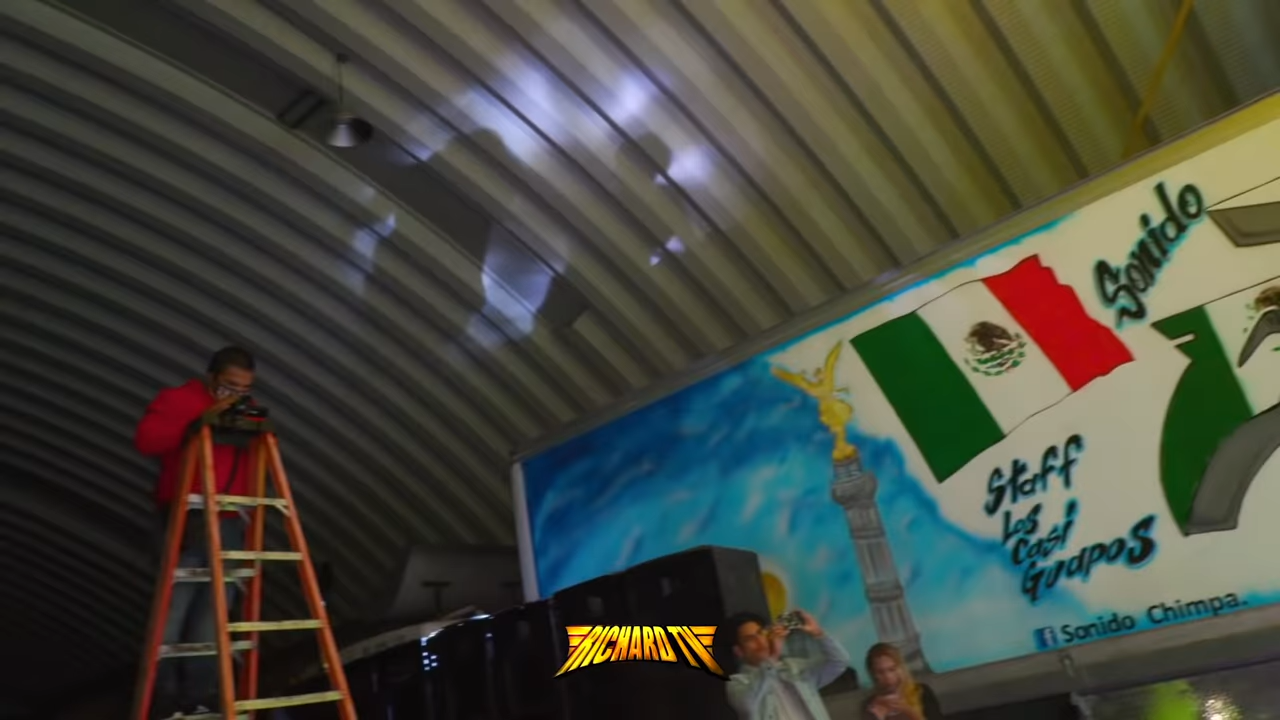 Sonido
Staff
Los
Casi
Guapos
f Sonido Chimpa.
RICHARD TV